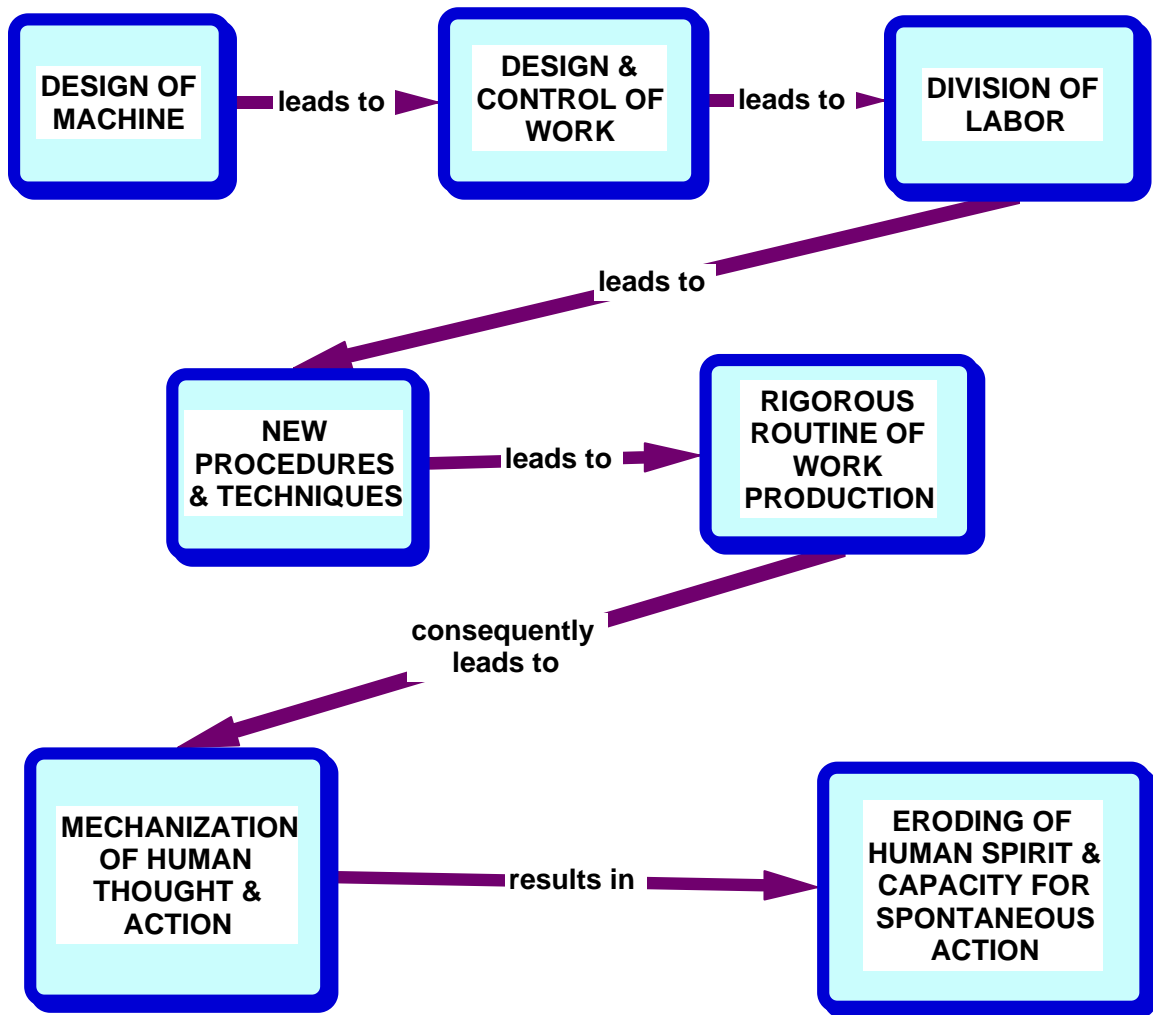 DESIGN OF
MACHINE
leads to
DESIGN &
CONTROL OF
WORK
leads to
DIVISION OF
LABOR
leads to
NEW
PROCEDURES
& TECHNIQUES
leads to
RIGOROUS
ROUTINE OF
WORK
PRODUCTION
consequently
leads to
MECHANIZATION
OF HUMAN
THOUGHT &
ACTION
results in
ERODING OF
HUMAN SPIRIT &
CAPACITY FOR
SPONTANEOUS
ACTION